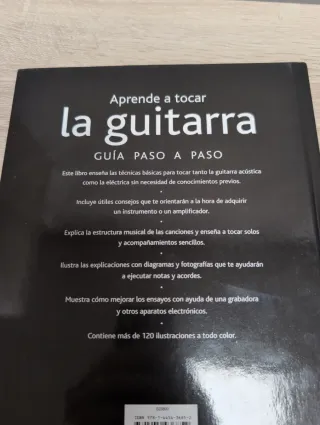 Aprende a tocar
la guitarra
GUÍA PASO A PASO
Este libro enseña las técnicas básicas para tocar tanto la guitarra acústica
como la eléctrica sin necesidad de conocimientos previos.
Incluye útiles consejos que te orientarán a la hora de adquirir
un instrumento o un amplificador.
Explica la estructura musical de las canciones y enseña a tocar solos
y acompañamientos sencillos.
Ilustra las explicaciones con diagramas y fotografías que te ayudarán
a ejecutar notas y acordes.
Muestra cómo mejorar los ensayos con ayuda de una grabadora
y otros aparatos electrónicos.
Contiene más de 120 ilustraciones a todo color.